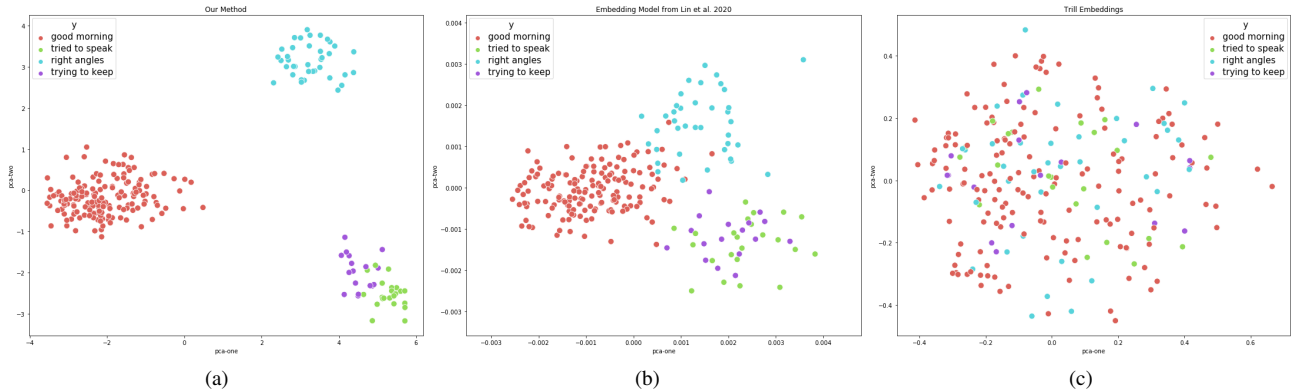 Our Method
y
good morning
tried to speak
right angles
trying to keep
pca-two
4
3
2
1
0
−1
−2
−3
−4
−2
0
2
4
6
pca-one
(a)
Embedding Model from Lin et al. 2020
y
good morning
tried to speak
right angles
trying to keep
pca-two
0.004
0.003
0.002
0.001
0.000
−0.001
−0.002
−0.003
−0.003
−0.002
−0.001
0.000
0.001
0.002
0.003
0.004
pca-one
(b)
Trill Embeddings
y
good morning
tried to speak
right angles
trying to keep
pca-two
0.4
0.2
0.0
−0.2
−0.4
−0.4
−0.2
0.0
0.2
0.4
0.6
pca-one
(c)